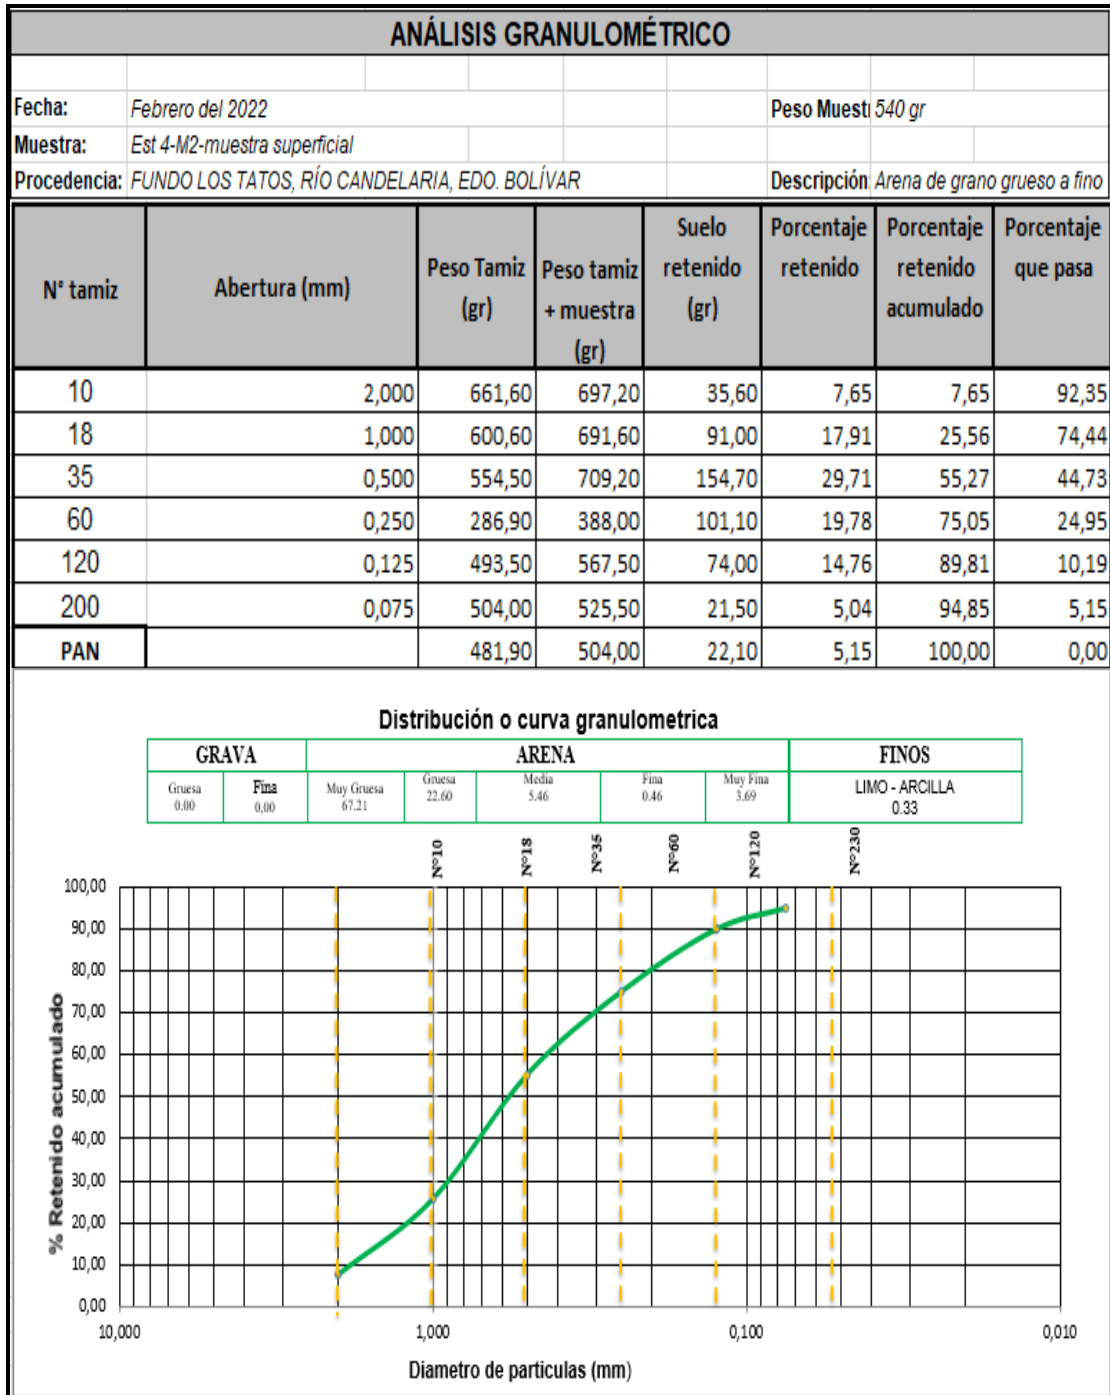 ANÁLISIS GRANULOMÉTRICO
Fecha: Febrero del 2022 Peso Muestr 540 gr
Muestra: Est 4-M2-muestra superficial
Procedencia: FUNDO LOS TATOS, RÍO CANDELARIA, EDO. BOLÍVAR Descripción: Arena de grano grueso a fino
N° tamiz Abertura (mm) Peso Tamiz (gr) Peso tamiz + muestra (gr) Suelo retenido (gr) Porcentaje retenido Porcentaje retenido acumulado Porcentaje que pasa
10 2,000 661,60 697,20 35,60 7,65 7,65 92,35
18 1,000 600,60 691,60 91,00 17,91 25,56 74,44
35 0,500 554,50 709,20 154,70 29,71 55,27 44,73
60 0,250 286,90 388,00 101,10 19,78 75,05 24,95
120 0,125 493,50 567,50 74,00 14,76 89,81 10,19
200 0,075 504,00 525,50 21,50 5,04 94,85 5,15
PAN 481,90 504,00 22,10 5,15 100,00 0,00
Distribución o curva granulometrica
GRAVA ARENA FINOS
Gruesa Fina Muy Gruesa Gruesa Media Fina Muy Fina LIMO - ARCILLA
0.00 0,00 67.21 22.60 5.46 0.46 3.69 0.33
N°10 N°18 N°35 N°60 N°120 N°230
100,00
90,00
80,00
70,00
60,00
50,00
40,00
30,00
20,00
10,00
0,00
% Retenido acumulado
10,000 1,000 0,100 0,010
Diametro de particulas (mm)